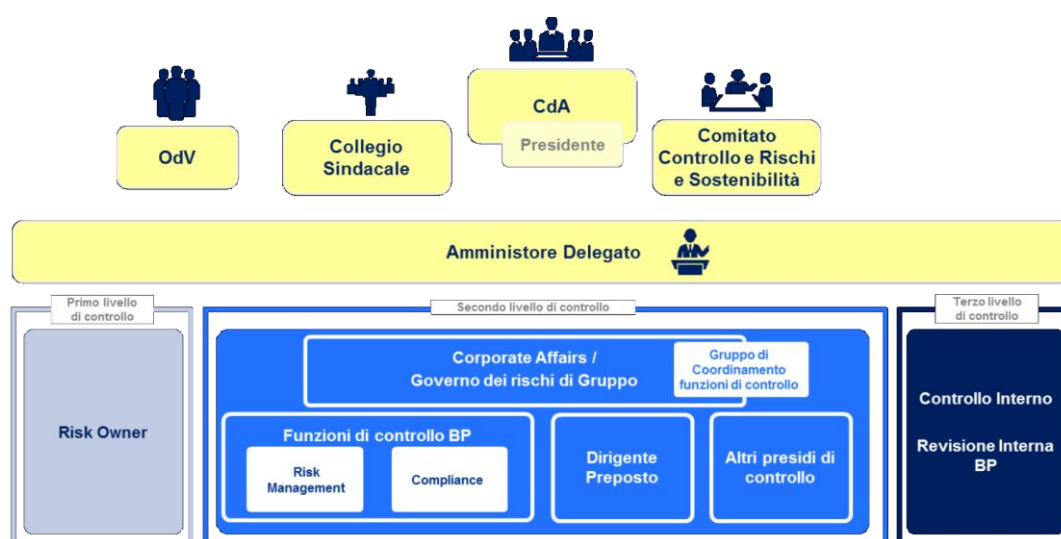 OdV
Collegio
Sindacale
CdA
Presidente
Comitato
Controllo e Rischi
e Sostenibilità
Amministore Delegato
Primo livello
di controllo
Risk Owner
Secondo livello di controllo
Corporate Affairs /
Governo dei rischi di Gruppo
Gruppo di
Coordinamento
funzioni di controllo
Funzioni di controllo BP
Risk
Management
Compliance
Dirigente
Preposto
Altri presidi di
controllo
Terzo livello
di controllo
Controllo Interno
Revisione Interna
BP